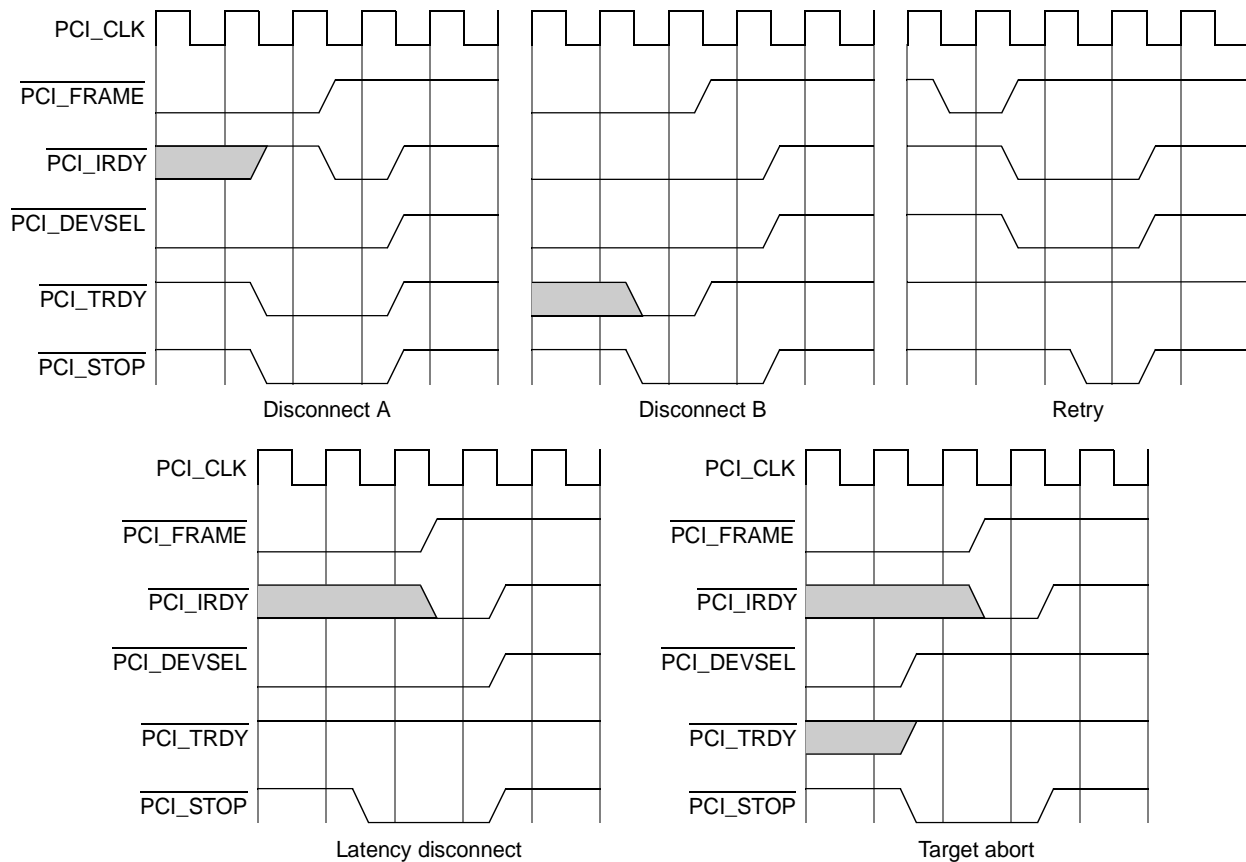 PCI_CLK
PCI_FRAME
PCI_IRDY
PCI_DEVSEL
PCI_TRDY
PCI_STOP
Disconnect A
Disconnect B
Retry
PCI_CLK
PCI_FRAME
PCI_IRDY
PCI_DEVSEL
PCI_TRDY
PCI_STOP
Latency disconnect
PCI_CLK
PCI_FRAME
PCI_IRDY
PCI_DEVSEL
PCI_TRDY
PCI_STOP
Target abort